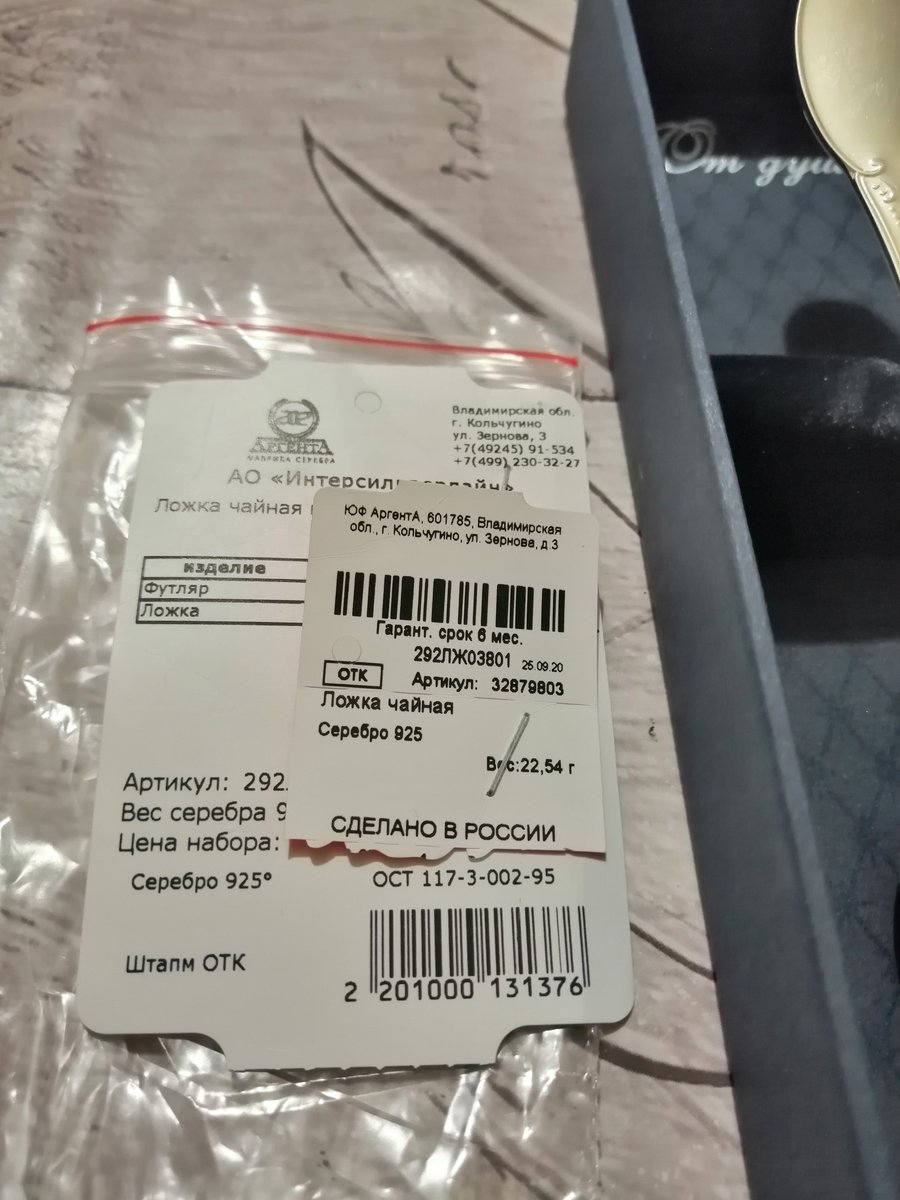 От
Владимирская обл.
г. Кольчугино
ул. Зернова, 3
+7(49245) 91-534
+7(499) 230-32-27
АргентА
ФАБРИКА СЕРЕБРА
АО «Интерсильверлайн»
Ложка чайная
изделие
Футляр
Ложка
ЮФ АргентА, 601785, Владимирская
обл., г. Кольчугино, ул. Зернова, д.3
Гарант. срок 6 мес.
292ЛЖ03801 25.09.20
ОТК
Артикул: 32879803
Ложка чайная
Серебро 925
Вес:22,54 г
СДЕЛАНО В РОССИИ
Артикул: 292
Вес серебра 9
Цена набора:
Серебро 925°
ОСТ 117-3-002-95
Штапм ОТК
2 201000 131376